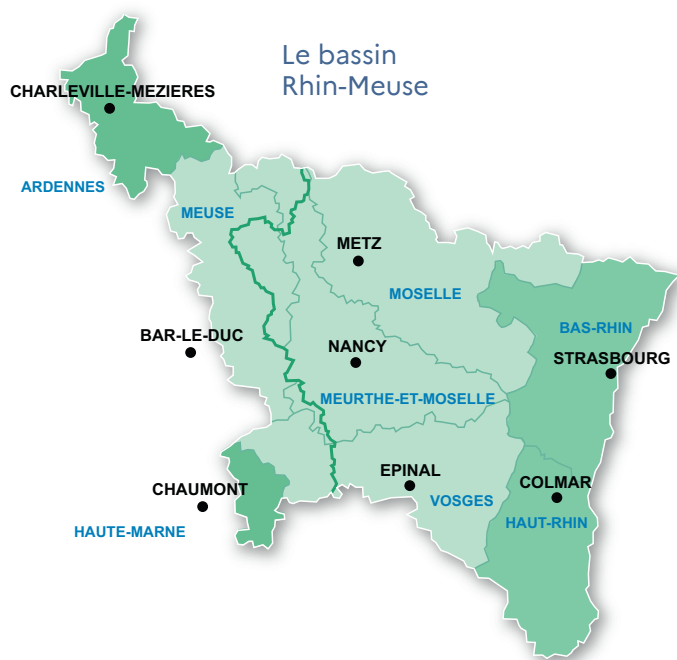 Le bassin
Rhin-Meuse
CHARLEVILLE-MEZIERES
ARDENNES
MEUSE
METZ
MOSELLE
BAS-RHIN
BAR-LE-DUC
NANCY
STRASBOURG
MEURTHE-ET-MOSELLE
EPINAL
CHAUMONT
VOSGES
COLMAR
HAUTE-MARNE
HAUT-RHIN